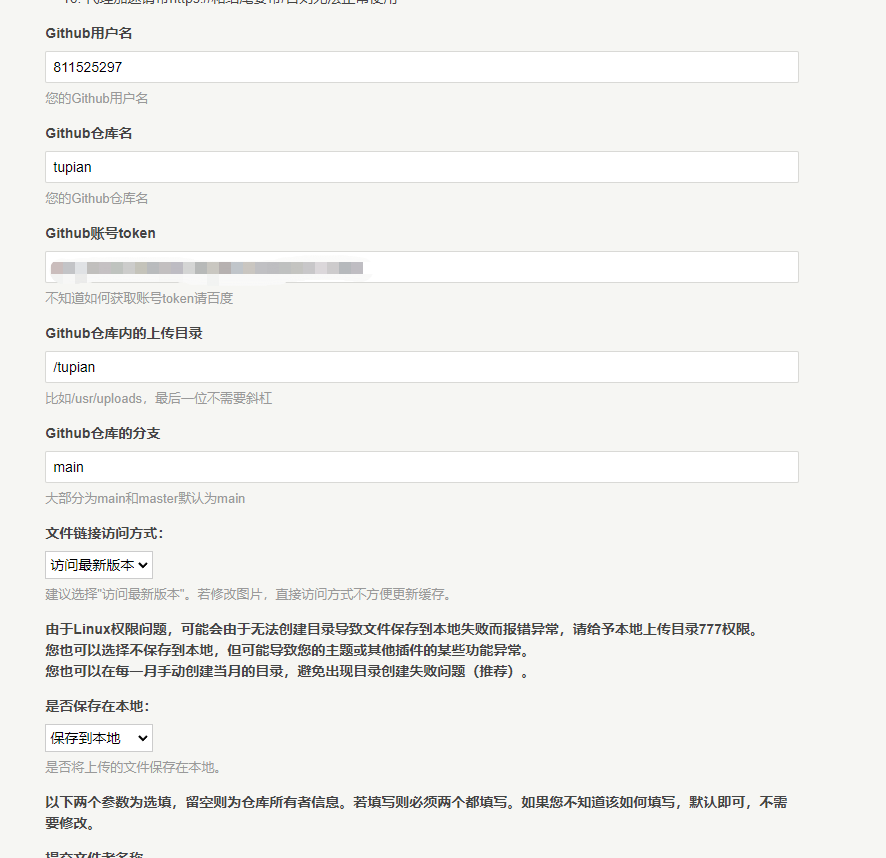 Github用户名
811525297
您的Github用户名
Github仓库名
tupian
您的Github仓库名
Github账号token
不知道如何获取账号token请百度
Github仓库内的上传目录
/tupian
比如/usr/uploads，最后一位不需要斜杠
Github仓库的分支
main
大部分为main和master默认为main
文件链接访问方式：
访问最新版本
建议选择"访问最新版本"。若修改图片，直接访问方式不方便更新缓存。
由于Linux权限问题，可能会由于无法创建目录导致文件保存到本地失败而报错异常，请给予本地上传目录777权限。
您也可以选择不保存到本地，但可能导致您的主题或其他插件的某些功能异常。
您也可以在每一月手动创建当月的目录，避免出现目录创建失败问题（推荐）。
是否保存在本地：
保存到本地
是否将上传的文件保存在本地。
以下两个参数为选填，留空则为仓库所有者信息。若填写则必须两个都填写。如果您不知道该如何填写，默认即可，不需
要修改。